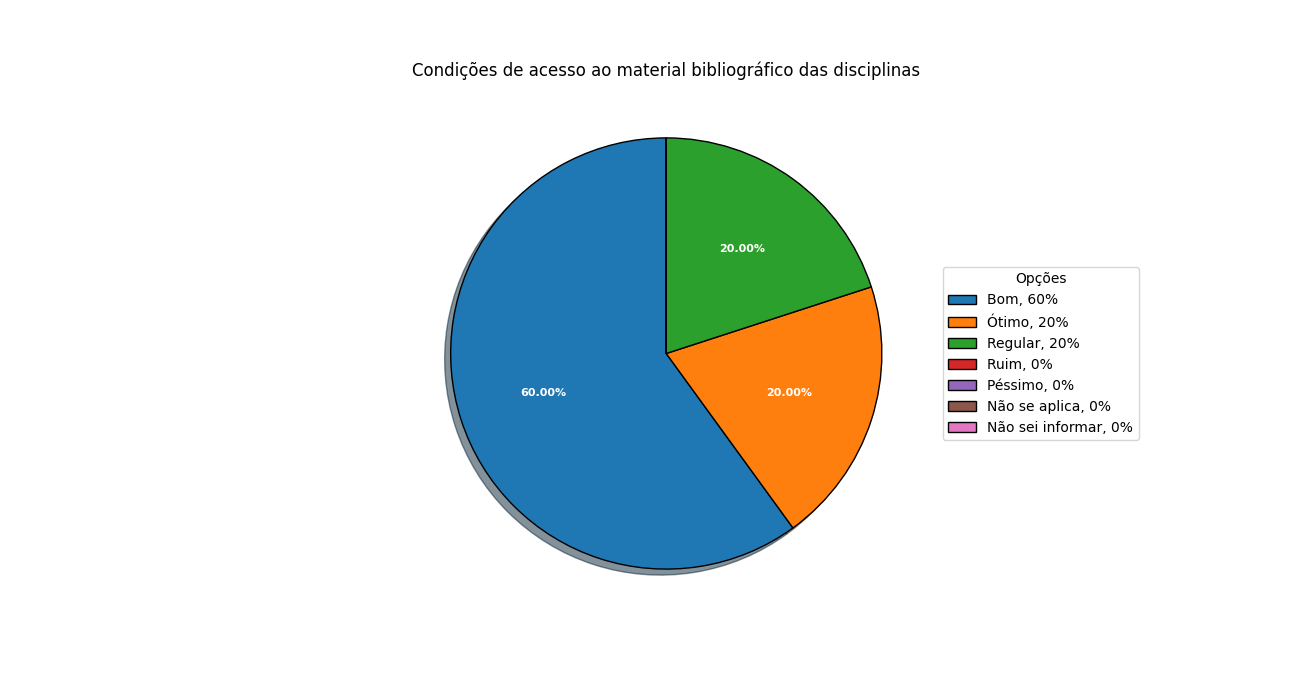 Condições de acesso ao material bibliográfico das disciplinas
20.00%
60.00%
20.00%
Opções
Bom, 60%
Ótimo, 20%
Regular, 20%
Ruim, 0%
Péssimo, 0%
Não se aplica, 0%
Não sei informar, 0%